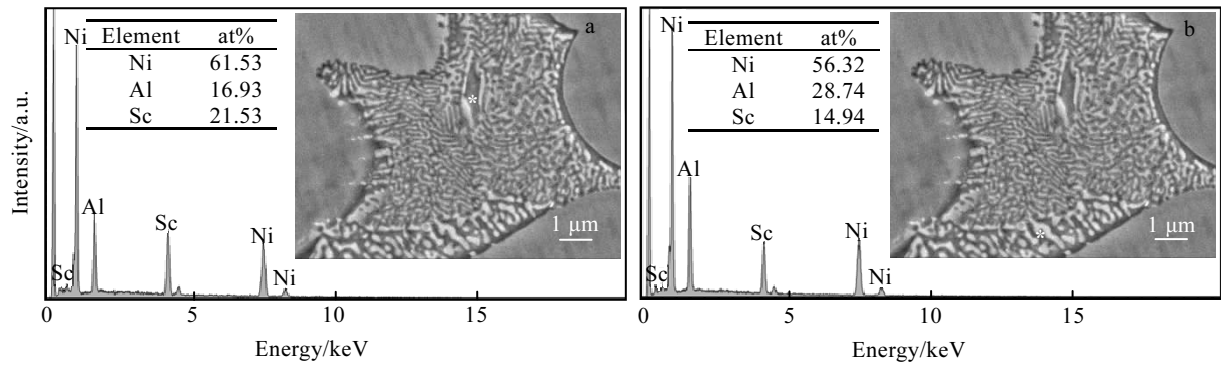 Intensity/a.u.
Element at%
Ni 61.53
Al 16.93
Sc 21.53
a
*
1 µm
Ni
Al
Sc
Sc
Ni
Ni
0 5 10 15
Energy/keV
Element at%
Ni 56.32
Al 28.74
Sc 14.94
b
*
1 µm
Ni
Al
Sc
Sc
Ni
Ni
0 5 10 15
Energy/keV